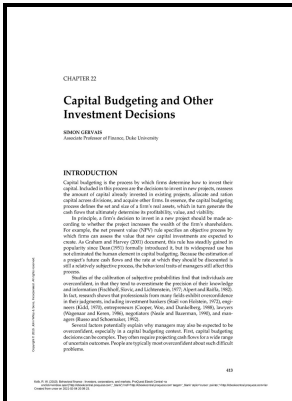 CHAPTER 22
Capital Budgeting and Other
Investment Decisions
SIMON GERVAIS
Associate Professor of Finance, Duke University
INTRODUCTION
Capital budgeting is the process by which firms determine how to invest their
capital. Included in this process are the decisions to invest in new projects, reassess
the amount of capital already invested in existing projects, allocate and ration
capital across divisions, and acquire other firms. In essence, the capital budgeting
process defines the set and size of a firm's real assets, which in turn generate the
cash flows that ultimately determine its profitability, value, and viability.
In principle, a firm's decision to invest in a new project should be made ac-
cording to whether the project increases the wealth of the firm's shareholders.
For example, the net present value (NPV) rule specifies an objective process by
which firms can assess the value that new capital investments are expected to
create. As Graham and Harvey (2001) document, this rule has steadily gained in
popularity since Dean (1951) formally introduced it, but its widespread use has
not eliminated the human element in capital budgeting. Because the estimation of
a project's future cash flows and the rate at which they should be discounted is
still a relatively subjective process, the behavioral traits of managers still affect this
process.
Studies of the calibration of subjective probabilities find that individuals are
overconfident, in that they tend to overestimate the precision of their knowledge
and information (Fischhoff, Slovic, and Lichtenstein, 1977; Alpert and Raiffa, 1982).
In fact, research shows that professionals from many fields exhibit overconfidence
in their judgments, including investment bankers (Staël von Holstein, 1972), engi-
neers (Kidd, 1970), entrepreneurs (Cooper, Woo, and Dunkelberg, 1988), lawyers
(Wagenaar and Keren, 1986), negotiators (Neale and Bazerman, 1990), and man-
agers (Russo and Schoemaker, 1992).
Several factors potentially explain why managers may also be expected to be
overconfident, especially in a capital budgeting context. First, capital budgeting
decisions can be complex. They often require projecting cash flows for a wide range
of uncertain outcomes. People are typically most overconfident about such difficult
problems.
413